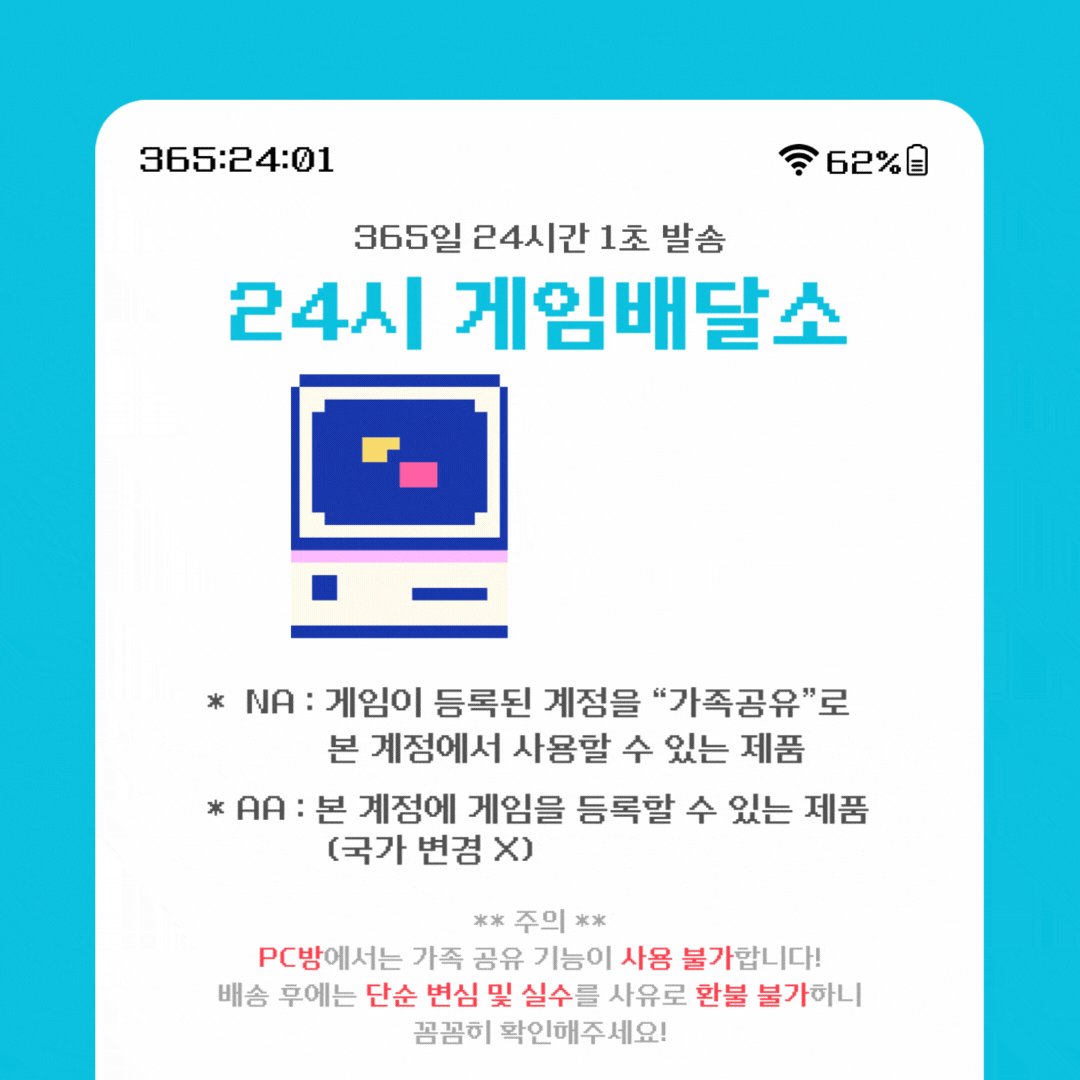 365:24:01
62%
365일 24시간 1초 발송
24시 게임배달소
* NA : 게임이 등록된 계정을 “가족공유”로
본 계정에서 사용할 수 있는 제품
* AA : 본 계정에 게임을 등록할 수 있는 제품
(국가 변경 X)
** 주의 **
PC방에서는 가족 공유 기능이 사용 불가합니다!
배송 후에는 단순 변심 및 실수를 사유로 환불 불가하니
꼼꼼히 확인해주세요!